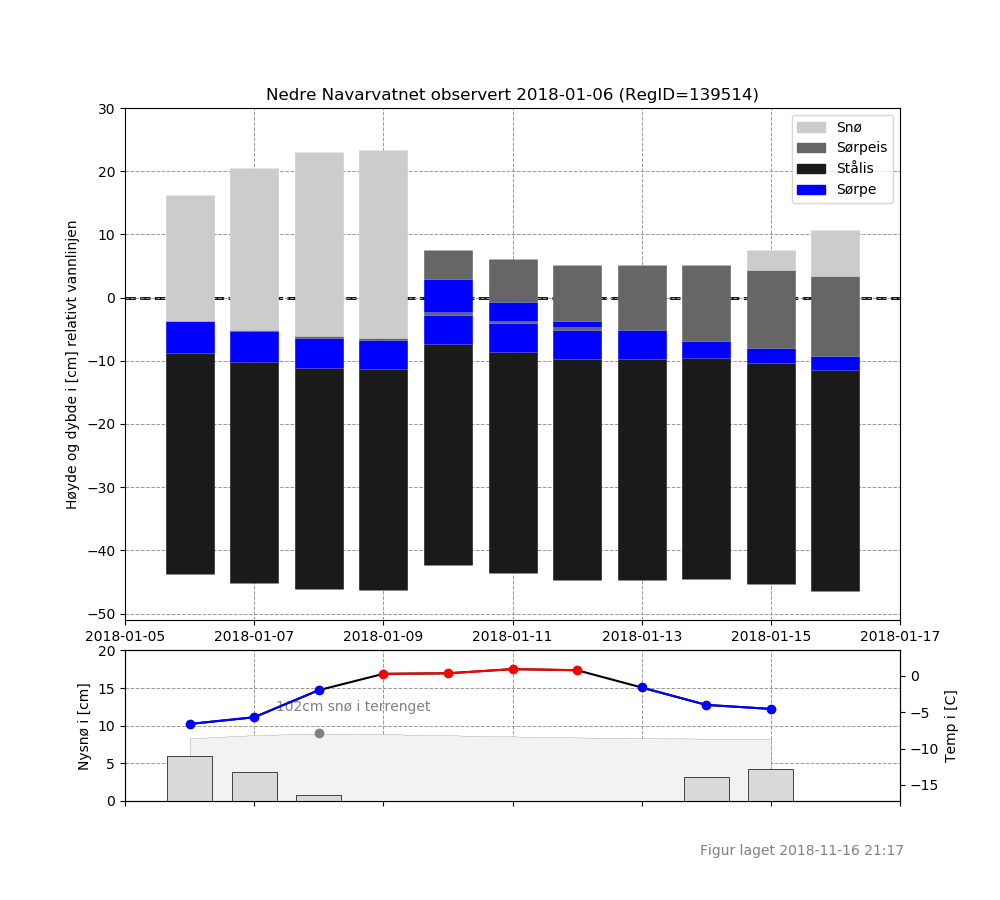 Nedre Navarvatnet observert 2018-01-06 (RegID=139514)
30
20
10
0
−10
−20
−30
−40
−50
Høyde og dybde i [cm] relativt vannlinjen
Snø
Sørpeis
Stålis
Sørpe
2018-01-05 2018-01-07 2018-01-09 2018-01-11 2018-01-13 2018-01-15 2018-01-17
20
15
10
5
0
Nysnø i [cm]
102cm snø i terrenget
0
−5
−10
−15
Temp i [C]
Figur laget 2018-11-16 21:17